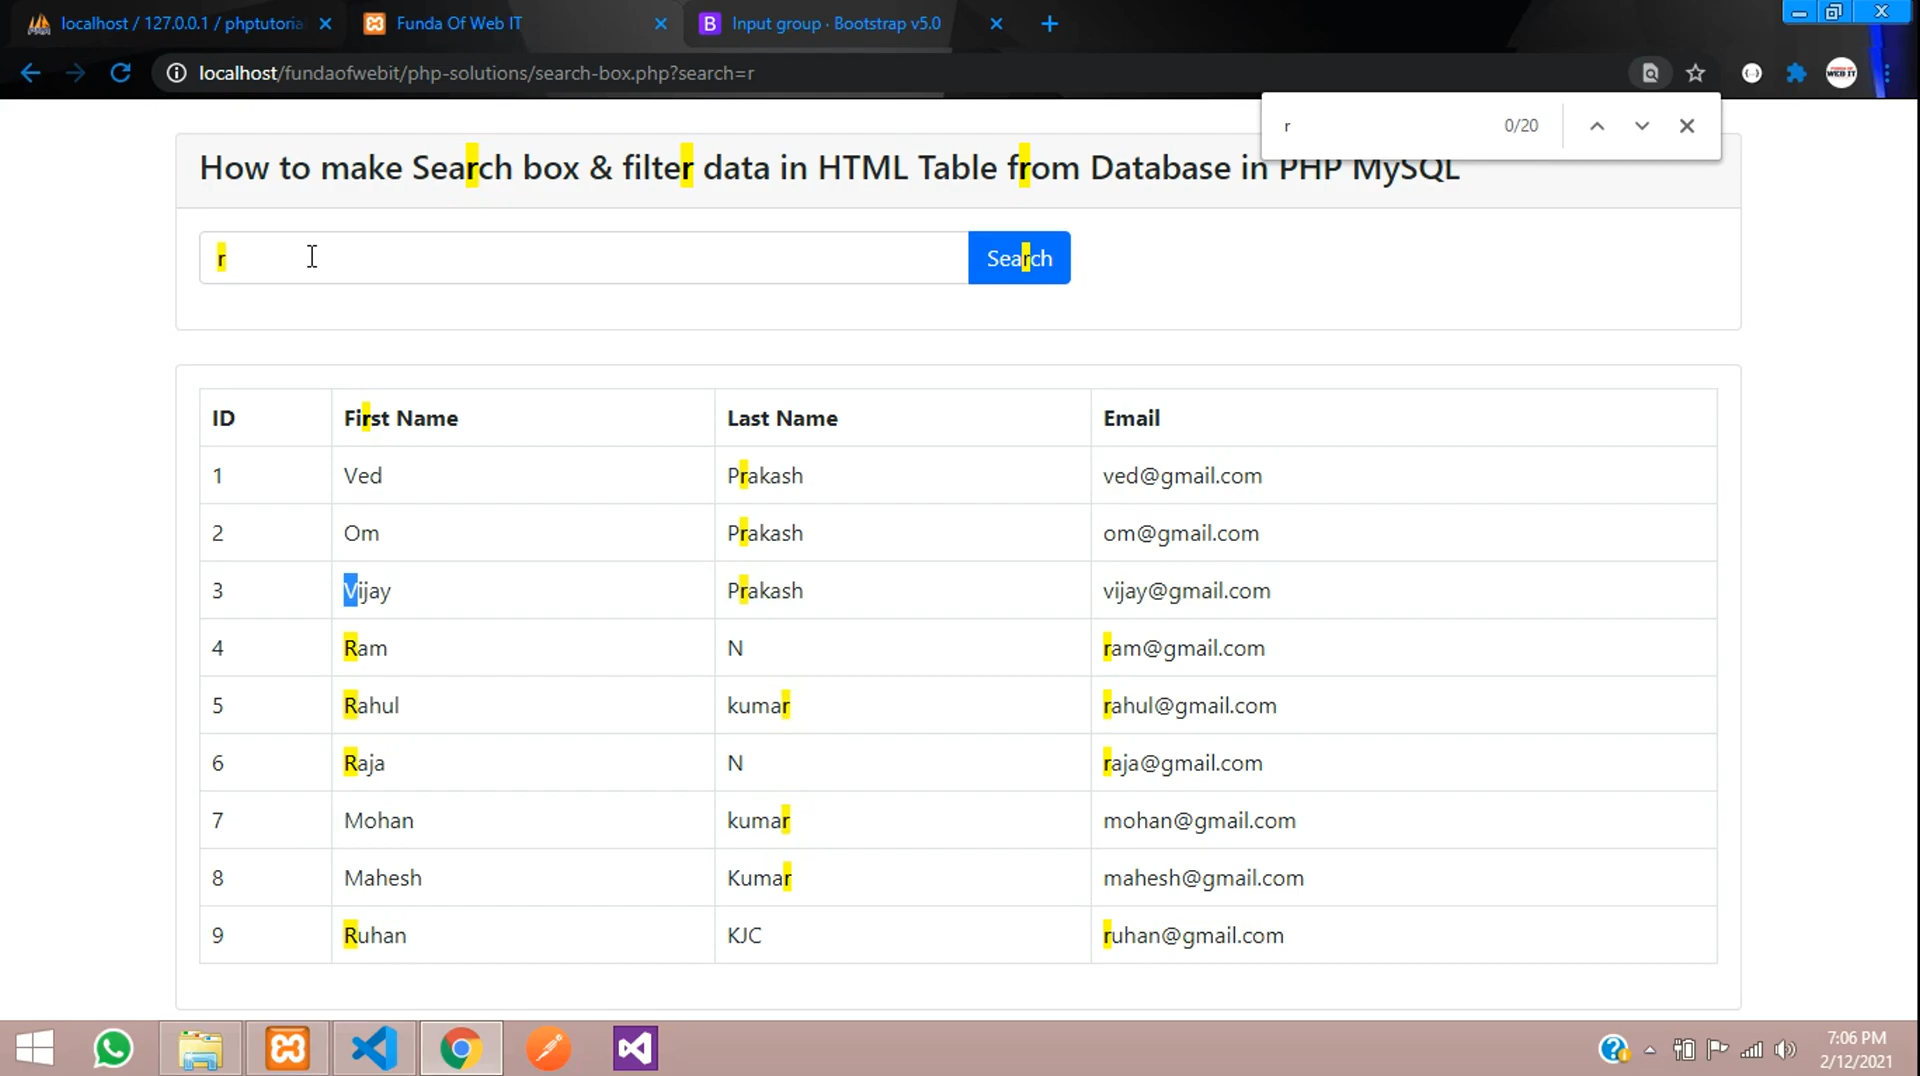 localhost / 127.0.0.1 / phptutorial
Funda Of Web IT
Input group · Bootstrap v5.0
localhost/fundaofwebit/php-solutions/search-box.php?search=r
r 0/20
How to make Search box & filter data in HTML Table from Database in PHP MySQL
r Search
ID First Name Last Name Email
1 Ved Prakash ved@gmail.com
2 Om Prakash om@gmail.com
3 Vijay Prakash vijay@gmail.com
4 Ram N ram@gmail.com
5 Rahul kumar rahul@gmail.com
6 Raja N raja@gmail.com
7 Mohan kumar mohan@gmail.com
8 Mahesh Kumar mahesh@gmail.com
9 Ruhan KJC ruhan@gmail.com
7:06 PM
2/12/2021